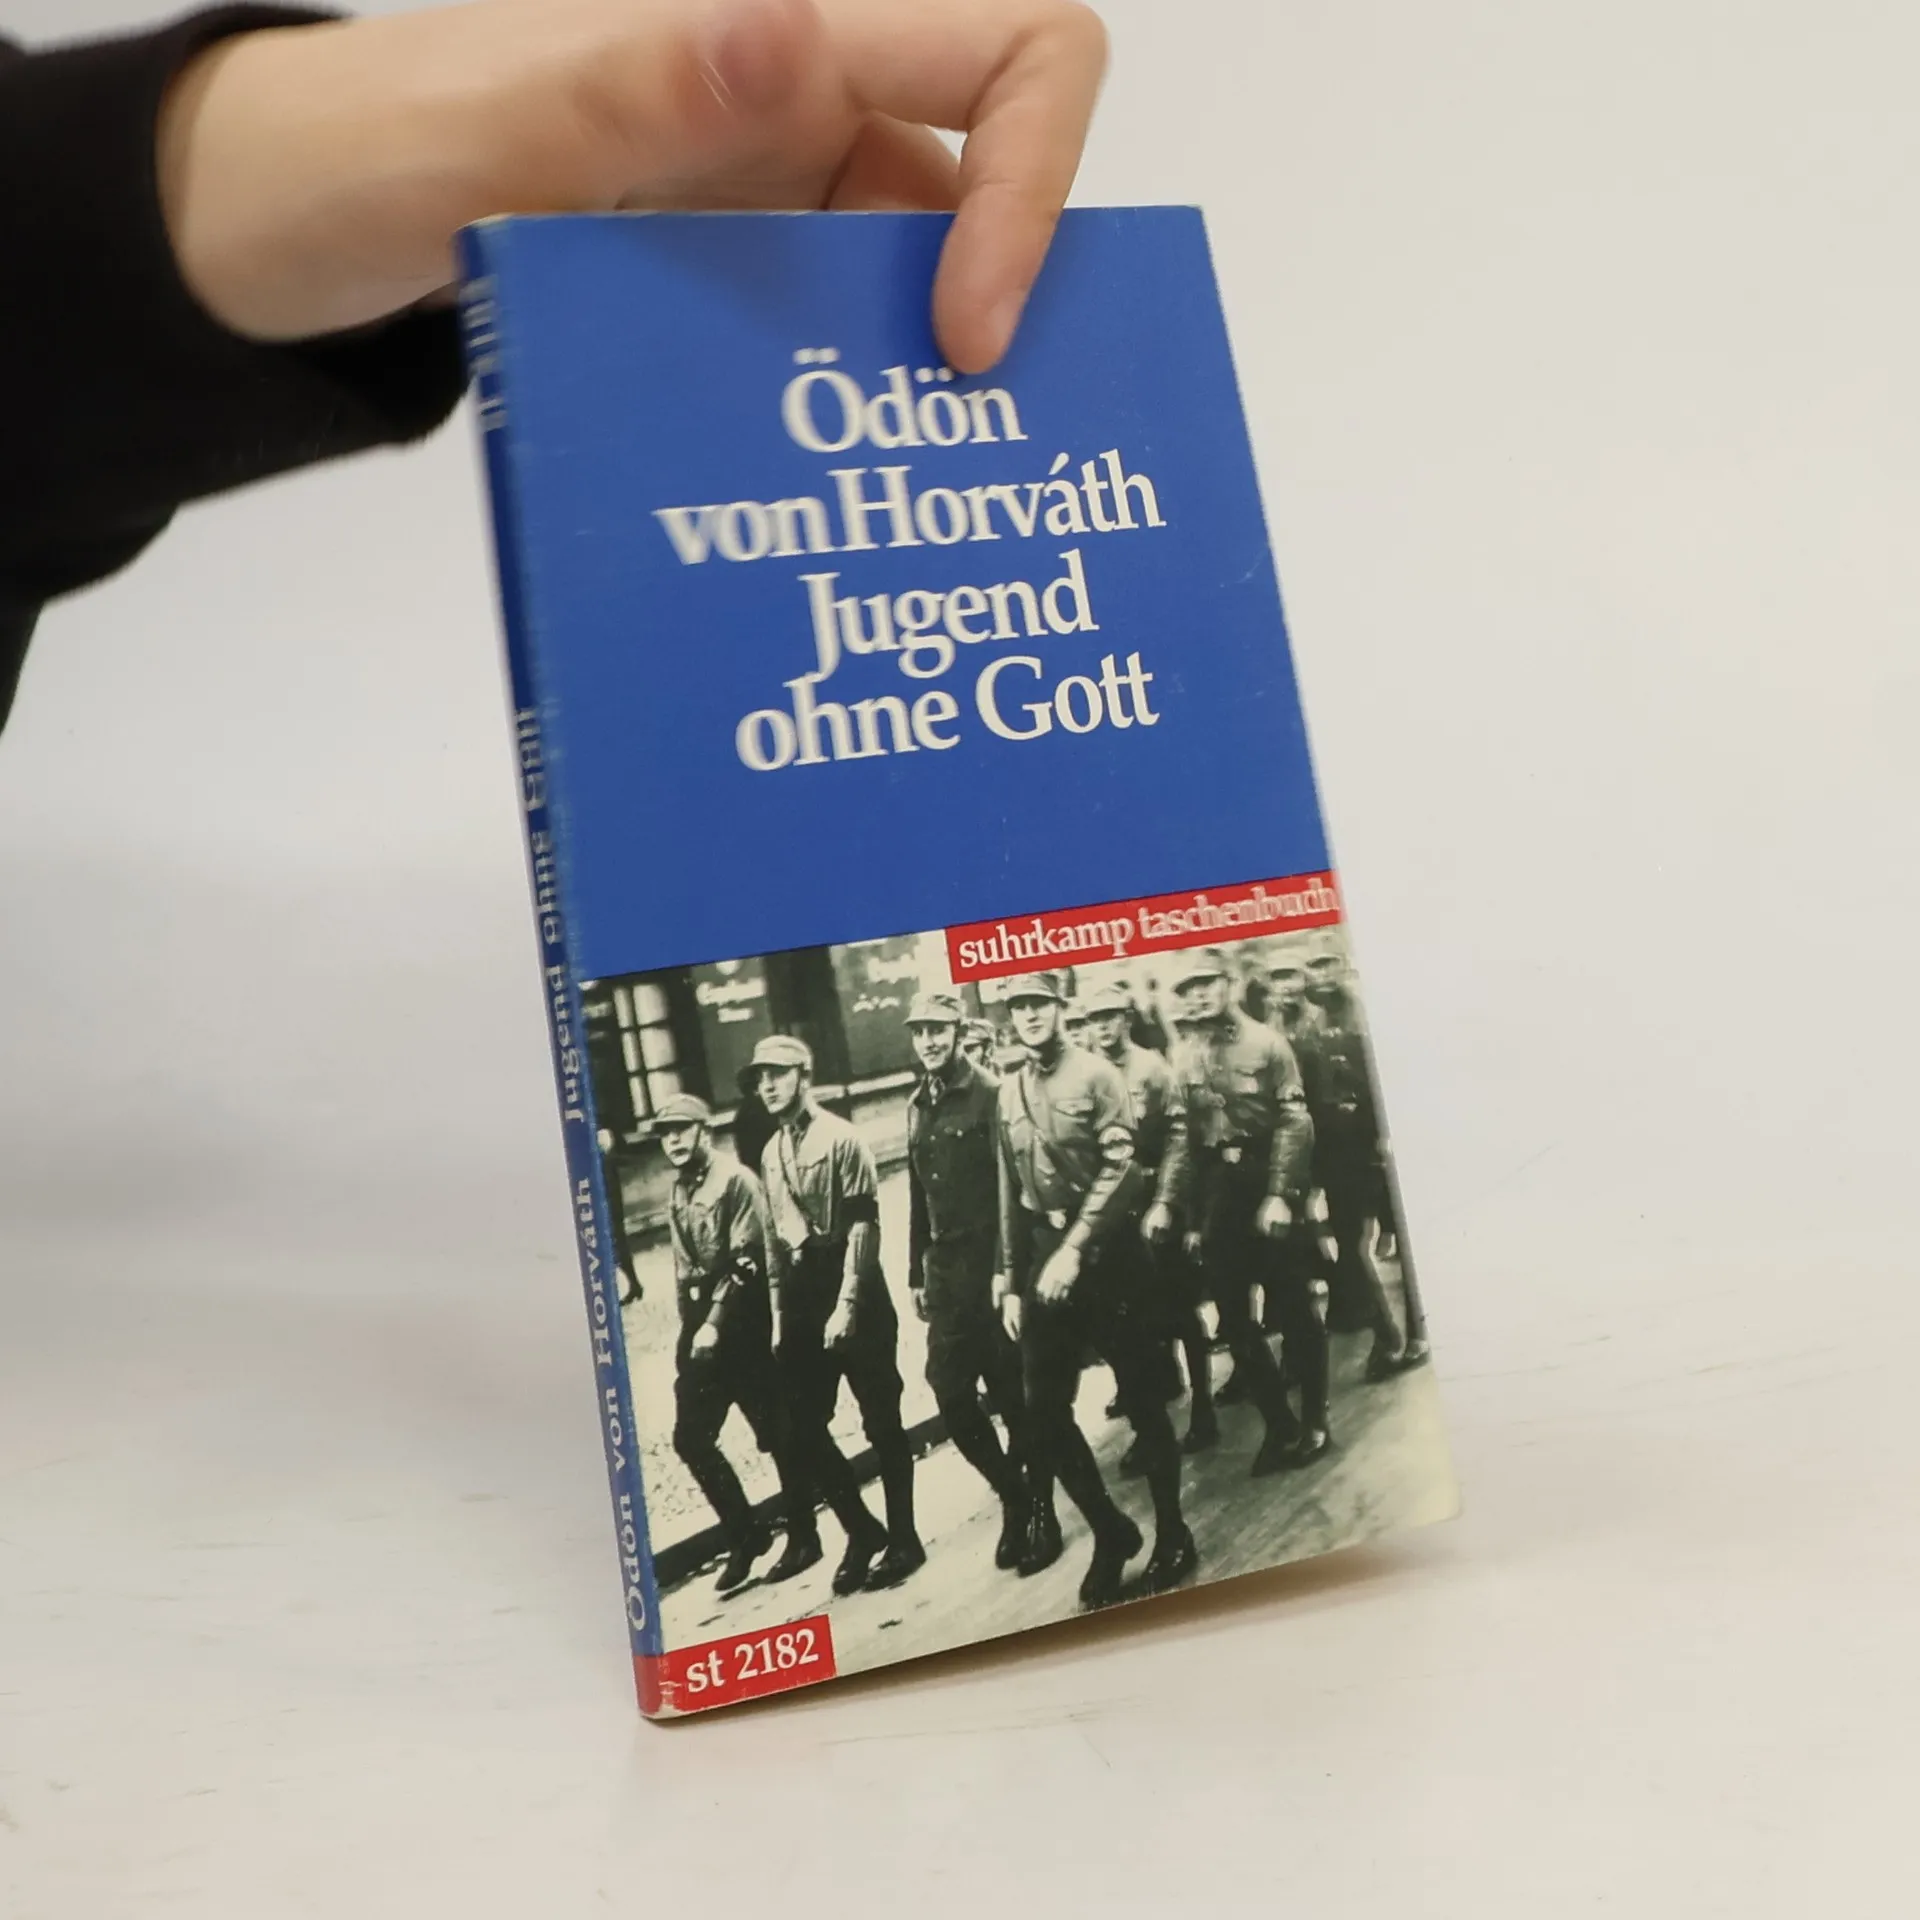 Ödön
von Horváth
Jugend
ohne Gott
suhrkamp taschenbuch
st 2182
Ödön von Horváth Jugend ohne Gott